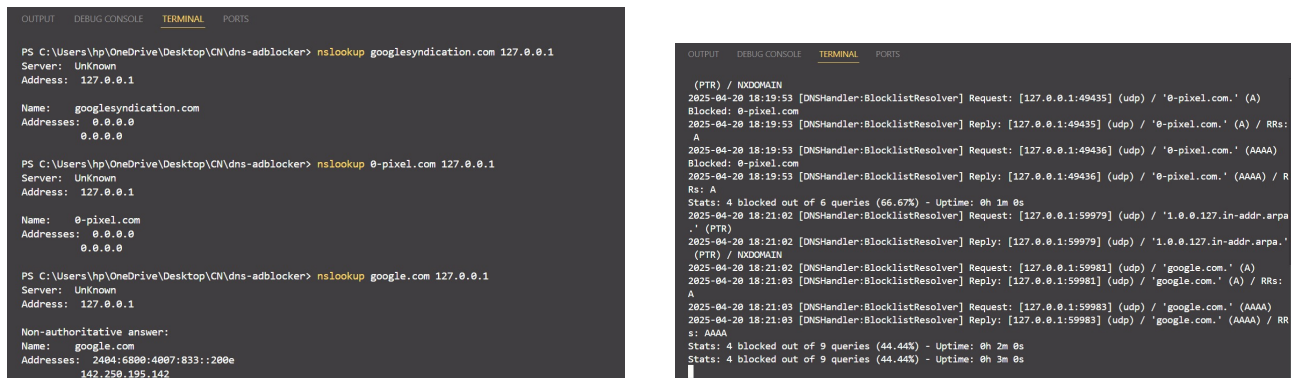 OUTPUT DEBUG CONSOLE TERMINAL PORTS
PS C:\Users\hp\OneDrive\Desktop\CN\dns-adblocker> nslookup googlesyndication.com 127.0.0.1
Server: UnKnown
Address: 127.0.0.1
Name: googlesyndication.com
Addresses: 0.0.0.0
0.0.0.0
PS C:\Users\hp\OneDrive\Desktop\CN\dns-adblocker> nslookup 0-pixel.com 127.0.0.1
Server: UnKnown
Address: 127.0.0.1
Name: 0-pixel.com
Addresses: 0.0.0.0
0.0.0.0
PS C:\Users\hp\OneDrive\Desktop\CN\dns-adblocker> nslookup google.com 127.0.0.1
Server: UnKnown
Address: 127.0.0.1
Non-authoritative answer:
Name: google.com
Addresses: 2404:6800:4007:833::200e
142.250.195.142
OUTPUT DEBUG CONSOLE TERMINAL PORTS
(PTR) / NXDOMAIN
2025-04-20 18:19:53 [DNSHandler:BlocklistResolver] Request: [127.0.0.1:49435] (udp) / '0-pixel.com.' (A)
Blocked: 0-pixel.com
2025-04-20 18:19:53 [DNSHandler:BlocklistResolver] Reply: [127.0.0.1:49435] (udp) / '0-pixel.com.' (A) / RRs:
A
2025-04-20 18:19:53 [DNSHandler:BlocklistResolver] Request: [127.0.0.1:49436] (udp) / '0-pixel.com.' (AAAA)
Blocked: 0-pixel.com
2025-04-20 18:19:53 [DNSHandler:BlocklistResolver] Reply: [127.0.0.1:49436] (udp) / '0-pixel.com.' (AAAA) / R
Rs: A
Stats: 4 blocked out of 6 queries (66.67%) - Uptime: 0h 1m 0s
2025-04-20 18:21:02 [DNSHandler:BlocklistResolver] Request: [127.0.0.1:59979] (udp) / '1.0.0.127.in-addr.arpa
.' (PTR)
2025-04-20 18:21:02 [DNSHandler:BlocklistResolver] Reply: [127.0.0.1:59979] (udp) / '1.0.0.127.in-addr.arpa.'
(PTR) / NXDOMAIN
2025-04-20 18:21:02 [DNSHandler:BlocklistResolver] Request: [127.0.0.1:59981] (udp) / 'google.com.' (A)
2025-04-20 18:21:03 [DNSHandler:BlocklistResolver] Reply: [127.0.0.1:59981] (udp) / 'google.com.' (A) / RRs:
A
2025-04-20 18:21:03 [DNSHandler:BlocklistResolver] Request: [127.0.0.1:59983] (udp) / 'google.com.' (AAAA)
2025-04-20 18:21:03 [DNSHandler:BlocklistResolver] Reply: [127.0.0.1:59983] (udp) / 'google.com.' (AAAA) / RR
s: AAAA
Stats: 4 blocked out of 9 queries (44.44%) - Uptime: 0h 2m 0s
Stats: 4 blocked out of 9 queries (44.44%) - Uptime: 0h 3m 0s